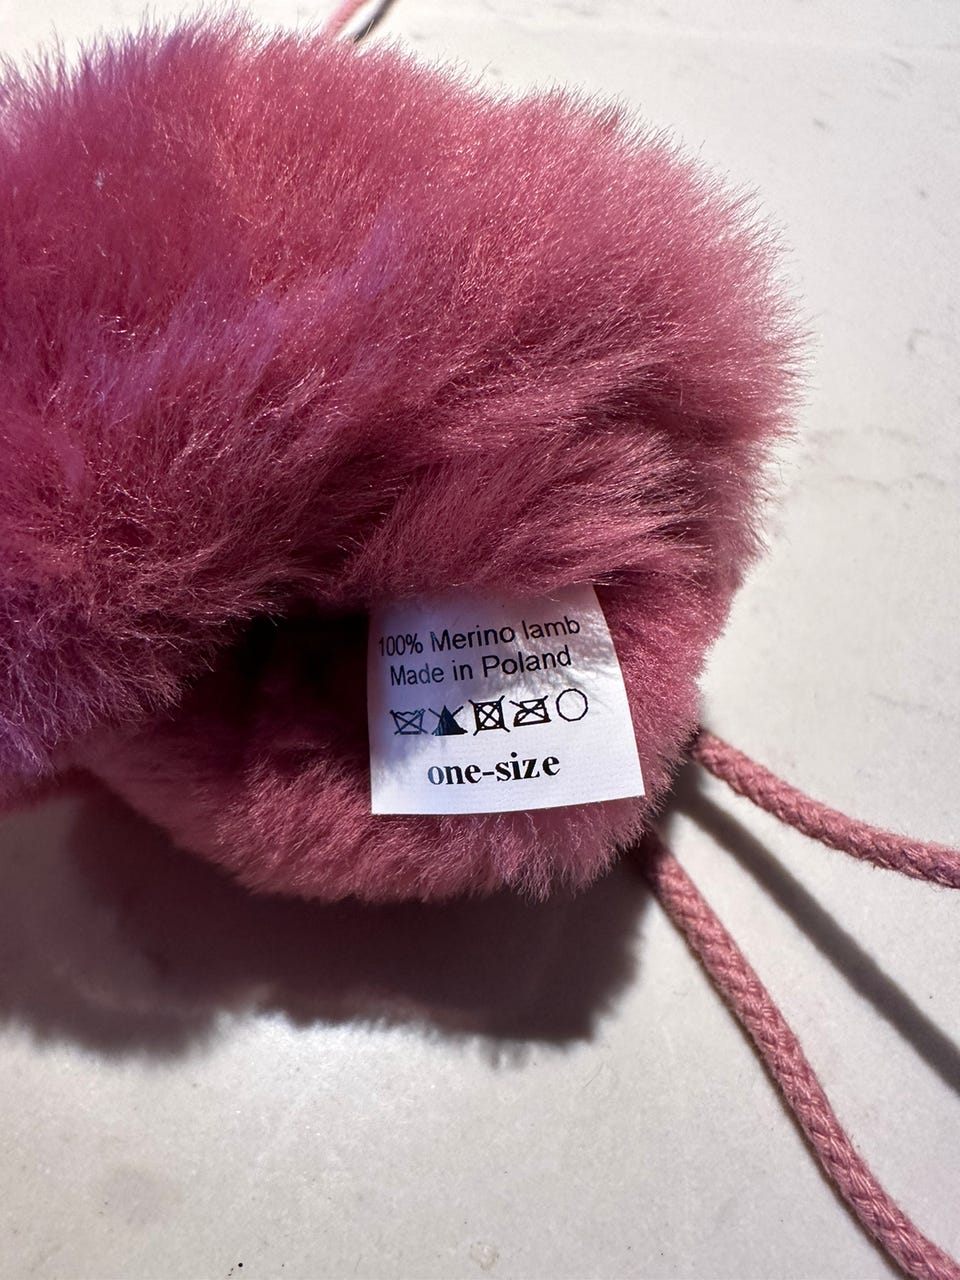 100% Merino lamb
Made in Poland
one-size